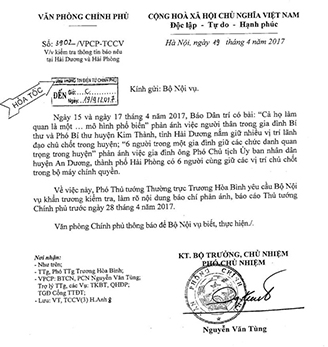 VĂN PHÒNG CHÍNH PHỦ
CỘNG HOÀ XÃ HỘI CHỦ NGHĨA VIỆT NAM
Độc lập - Tự do - Hạnh phúc
Số: 3902/VPCP-TCCV
Hà Nội, ngày 19 tháng 4 năm 2017
V/v kiểm tra thông tin báo nêu
tại Hải Dương và Hải Phòng
HỎA TỐC
CỔNG THÔNG TIN ĐIỆN TỬ CHÍNH PHỦ
ĐẾN
Kính gửi: Bộ Nội vụ.
Ngày 15 và ngày 17 tháng 4 năm 2017, Báo Dân trí có bài: "Cả họ làm
quan là một ... mô hình phổ biến" phản ánh việc người thân trong gia đình Bí
thư và Phó Bí thư huyện Kim Thành, tỉnh Hải Dương nắm giữ nhiều vị trí lãnh
đạo chủ chốt trong huyện; "6 người trong một gia đình giữ các chức danh quan
trọng trong huyện" phản ánh việc gia đình ông Phó Chủ tịch Ủy ban nhân dân
huyện An Dương, thành phố Hải Phòng có 6 người cùng giữ các vị trí chủ chốt
trong bộ máy chính quyền.
Về việc này, Phó Thủ tướng Thường trực Trương Hòa Bình yêu cầu Bộ Nội
vụ khẩn trương kiểm tra, làm rõ nội dung báo chí phản ánh, báo cáo Thủ tướng
Chính phủ trước ngày 28 tháng 4 năm 2017.
Văn phòng Chính phủ thông báo để Bộ Nội vụ biết, thực hiện./.
Nơi nhận:
- Như trên;
- TTg, Phó TTg Trương Hòa Bình;
- VPCP: BTCN, PCN Nguyễn Văn Tùng;
Trợ lý TTg, các Vụ: TKBT, QHĐP,
TGĐ Cổng TTĐT;
- Lưu: VT, TCCV(3) H.Anh
KT. BỘ TRƯỞNG, CHỦ NHIỆM
PHÓ CHỦ NHIỆM
Nguyễn Văn Tùng